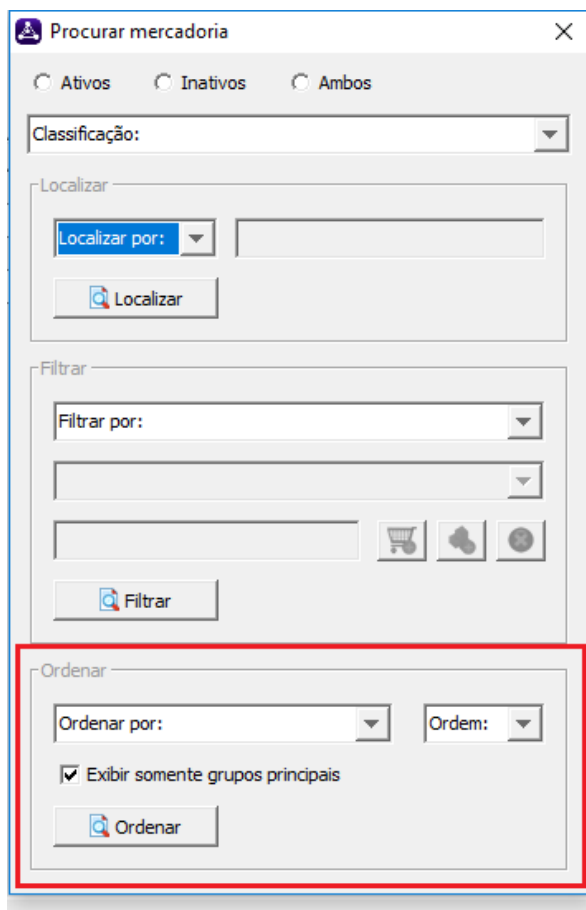 Procurar mercadoria
Ativos Inativos Ambos
Classificação:
Localizar
Localizar por:
Localizar
Filtrar
Filtrar por:
Filtrar
Ordenar
Ordenar por: Ordem:
Exibir somente grupos principais
Ordenar